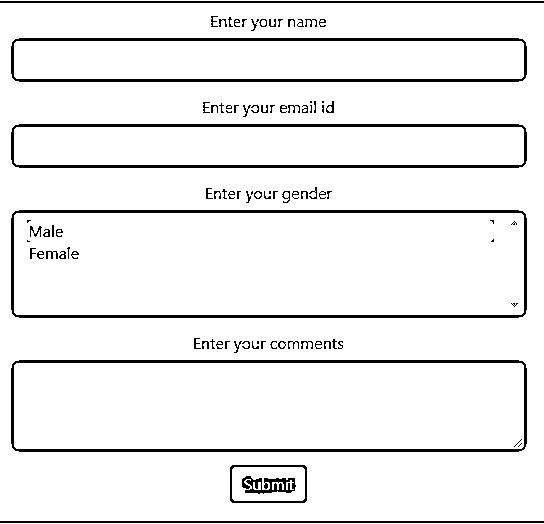 Enter your name
Enter your email id
Enter your gender
Male
Female
Enter your comments
Submit